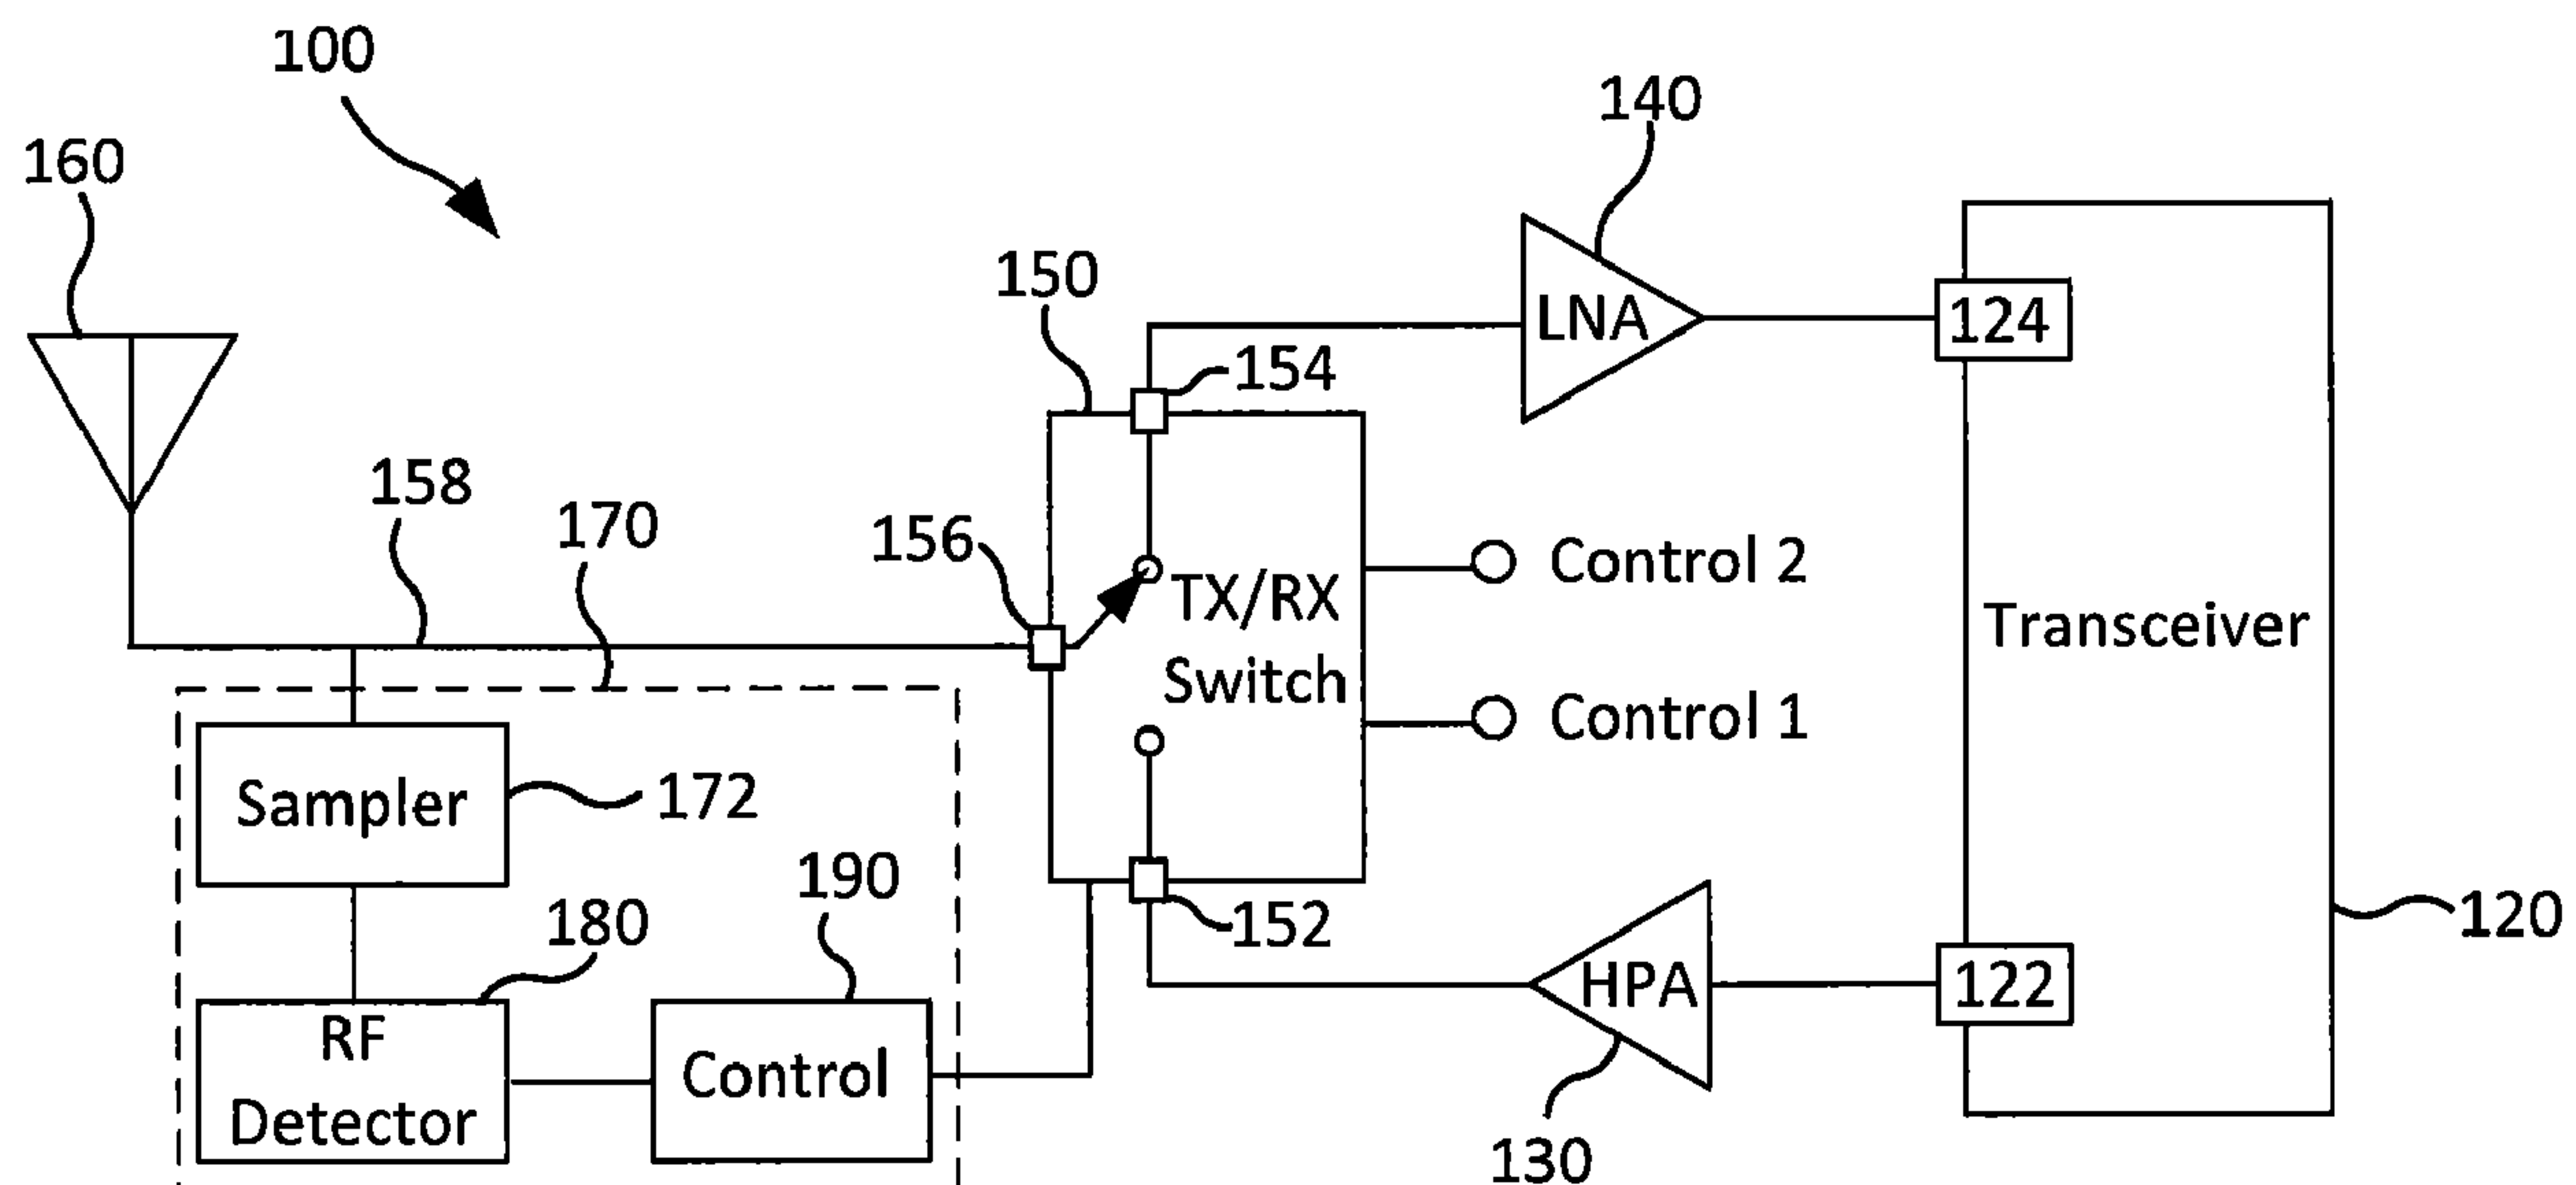 100
140
160
150
LNA
124
154
158
170
156
Control 2
TX/RX
Switch
Transceiver
Control 1
Sampler
172
190
180
152
120
HPA
122
RF
Detector
Control
130